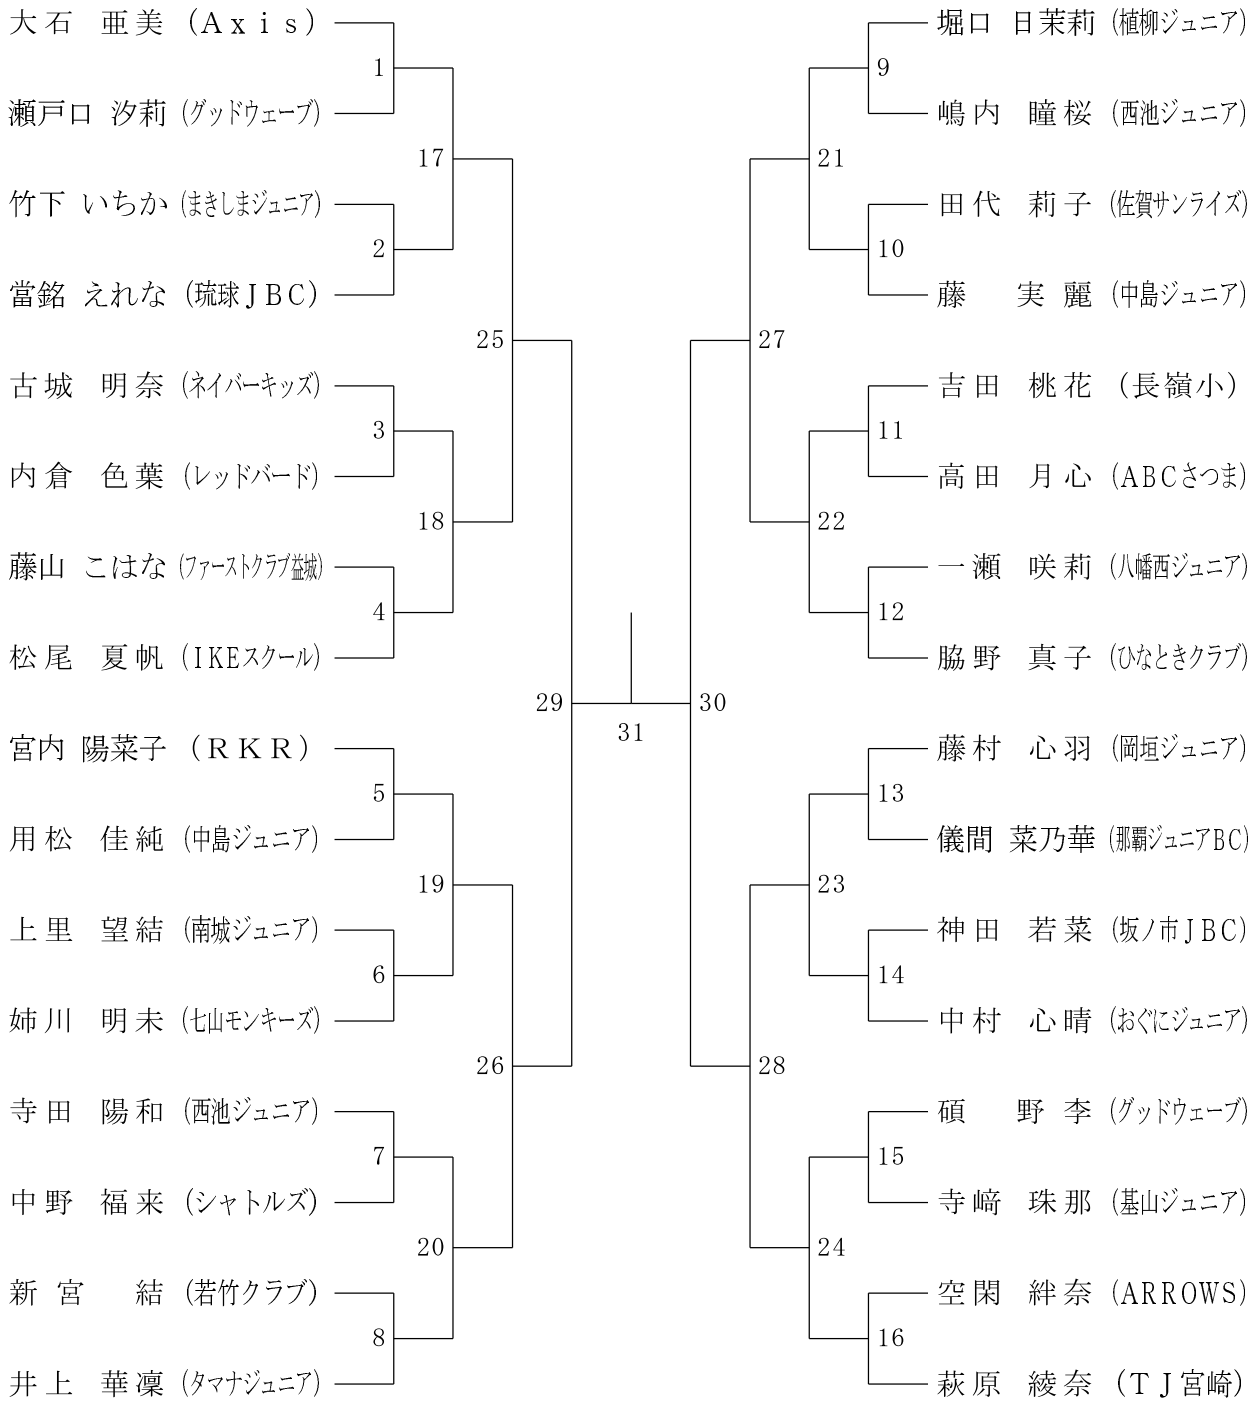 大石 亜美 (Axis)
1
瀬戸口 汐莉 (グッドウェーブ)
17
竹下 いちか (まきしまジュニア)
2
當銘 えれな (琉球JBC)
25
古城 明奈 (ネイバーキッズ)
3
内倉 色葉 (レッドバード)
18
藤山 こはな (ファーストクラブ益城)
4
松尾 夏帆 (IKEスクール)
29
宮内 陽菜子 (RKR)
5
用松 佳純 (中島ジュニア)
19
上里 望結 (南城ジュニア)
6
姉川 明未 (七山モンキーズ)
26
寺田 陽和 (西池ジュニア)
7
中野 福来 (シャトルズ)
20
新宮 結 (若竹クラブ)
8
井上 華凜 (タマナジュニア)
31
堀口 日茉莉 (植柳ジュニア)
9
嶋内 瞳桜 (西池ジュニア)
21
田代 莉子 (佐賀サンライズ)
10
藤 実麗 (中島ジュニア)
27
吉田 桃花 (長嶺小)
11
高田 月心 (ABCさつま)
22
一瀬 咲莉 (八幡西ジュニア)
12
脇野 真子 (ひなときクラブ)
30
藤村 心羽 (岡垣ジュニア)
13
儀間 菜乃華 (那覇ジュニアBC)
23
神田 若菜 (坂ノ市JBC)
14
中村 心晴 (おぐにジュニア)
28
碩 野李 (グッドウェーブ)
15
寺﨑 珠那 (基山ジュニア)
24
空閑 絆奈 (ARROWS)
16
萩原 綾奈 (TJ宮崎)